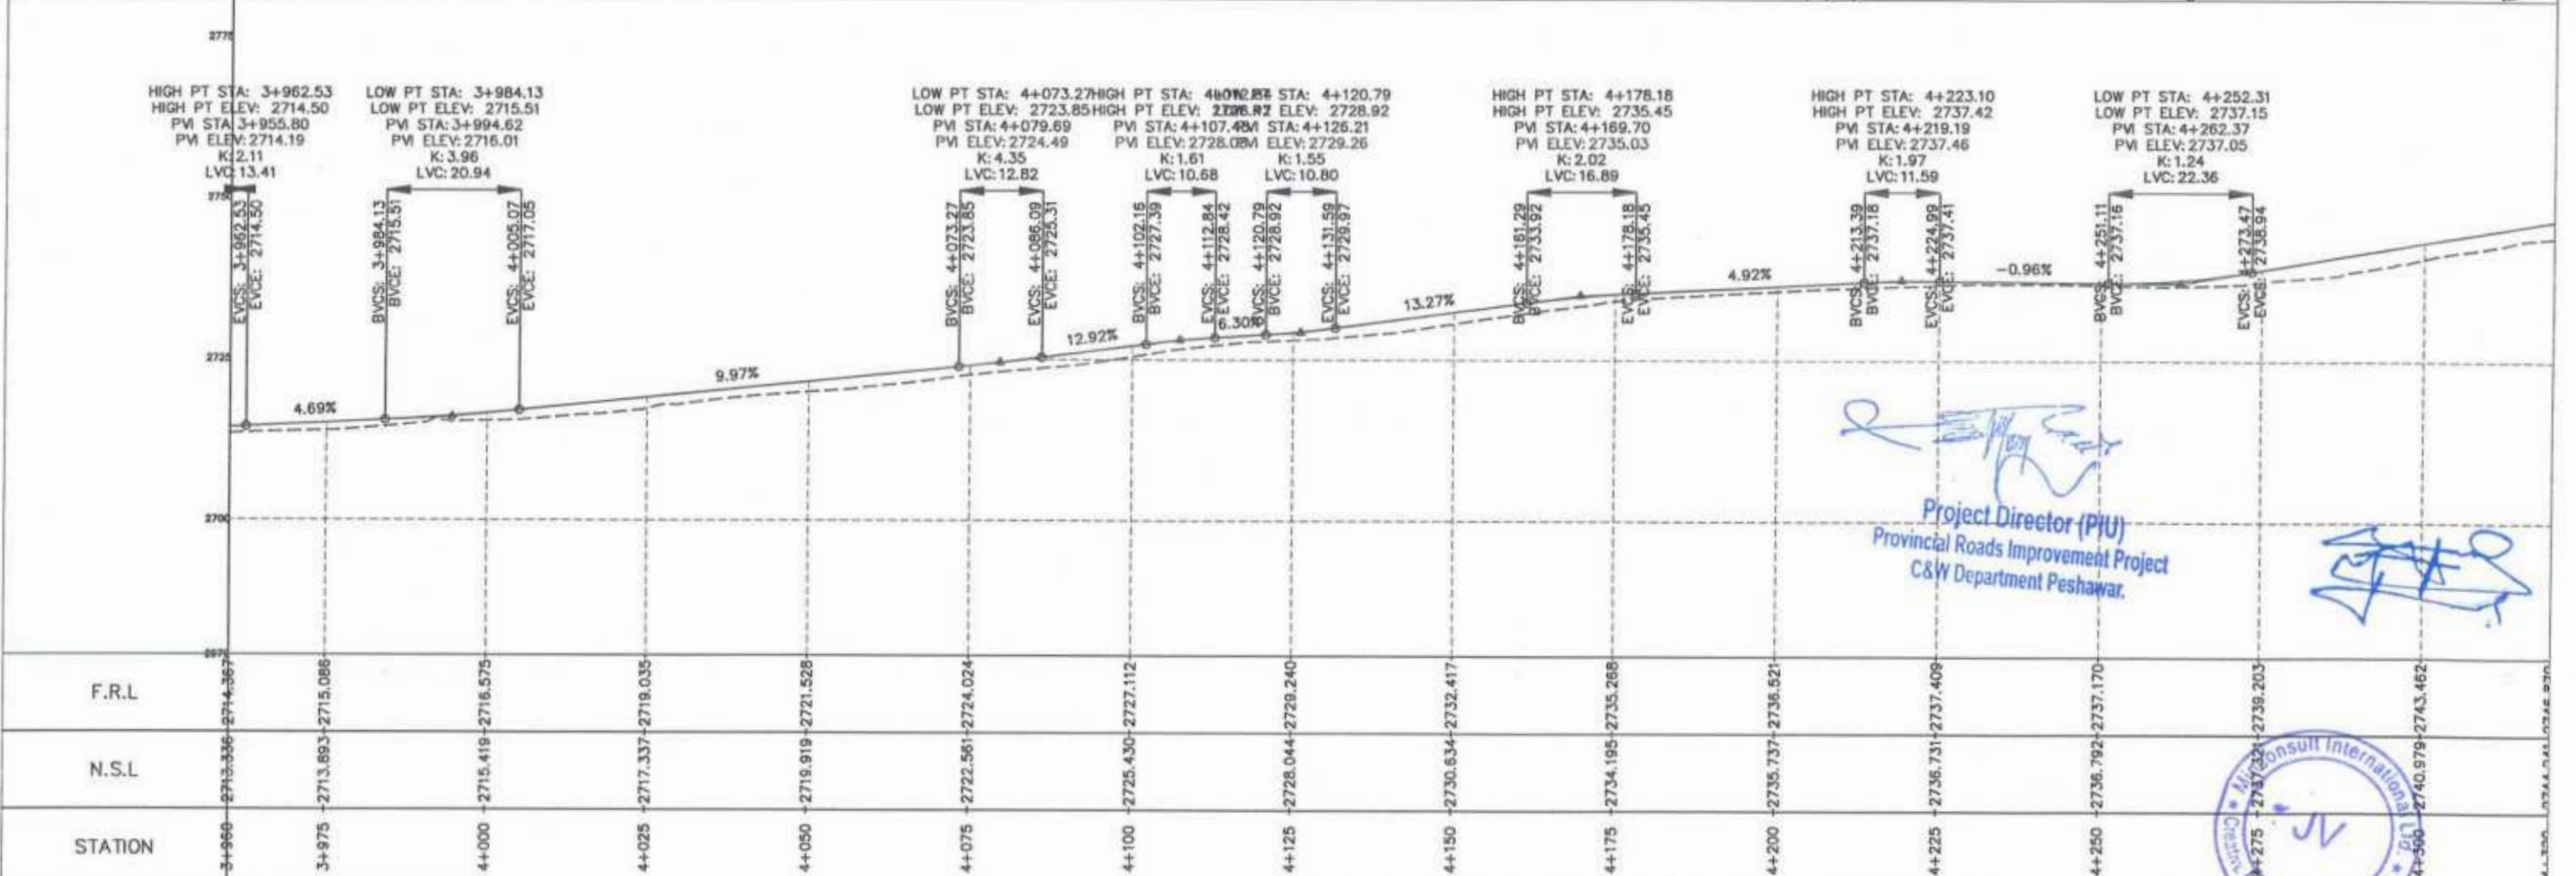 2775
HIGH PT STA: 3+962.53
HIGH PT ELEV: 2714.50
PVI STA:3+955.80
PVI ELEV:2714.19
K:2.11
LVC:13.41
LOW PT STA: 3+984.13
LOW PT ELEV: 2715.51
PVI STA:3+994.62
PVI ELEV:2716.01
K:3.96
LVC:20.94
LOW PT STA: 4+073.27
LOW PT ELEV: 2723.85
PVI STA:4+079.69
PVI ELEV:2724.49
K:4.35
LVC:12.82
HIGH PT STA:
HIGH PT ELEV:
PVI STA:4+107.
PVI ELEV:2728.
K:1.61
LVC:10.68
STA: 4+120.79
ELEV: 2728.92
STA:4+126.21
ELEV:2729.26
K:1.55
LVC:10.80
HIGH PT STA: 4+178.18
HIGH PT ELEV: 2735.45
PVI STA:4+169.70
PVI ELEV:2735.03
K:2.02
LVC:16.89
HIGH PT STA: 4+223.10
HIGH PT ELEV: 2737.42
PVI STA:4+219.19
PVI ELEV:2737.46
K:1.97
LVC:11.59
LOW PT STA: 4+252.31
LOW PT ELEV: 2737.15
PVI STA:4+262.37
PVI ELEV:2737.05
K:1.24
LVC:22.36
2750
EVCS: 3+962.53
EVCE: 2714.50
BVCS: 3+984.13
BVCE: 2715.51
EVCS: 4+005.07
EVCE: 2717.05
BVCS: 4+073.27
BVCE: 2723.85
EVCS: 4+086.09
EVCE: 2725.31
BVCS: 4+102.16
BVCE: 2727.39
EVCS: 4+112.84
EVCE: 2728.42
BVCS: 4+120.79
BVCE: 2728.92
EVCS: 4+131.59
EVCE: 2729.97
BVCS: 4+161.29
BVCE: 2733.92
EVCS: 4+178.18
EVCE: 2735.45
BVCS: 4+213.39
BVCE: 2737.18
EVCS: 4+224.99
EVCE: 2737.41
BVCS: 4+251.11
BVCE: 2737.16
EVCS: 4+273.47
EVCE: 2738.94
4.69%
9.97%
12.92%
6.30%
13.27%
4.92%
-0.96%
2725
2700
Project Director (PIU)
Provincial Roads Improvement Project
C&W Department Peshawar.
F.R.L 2714.367 2715.086 2716.575 2719.035 2721.528 2724.024 2727.112 2729.240 2732.417 2735.268 2736.521 2737.409 2737.170 2739.203 2743.462
N.S.L 2713.336 2713.893 2715.419 2717.337 2719.919 2722.561 2725.430 2728.044 2730.634 2734.195 2735.737 2736.731 2736.792 2737.321 2740.979
STATION 3+960 3+975 4+000 4+025 4+050 4+075 4+100 4+125 4+150 4+175 4+200 4+225 4+250 4+275 4+300
Consult International Ltd.
JV